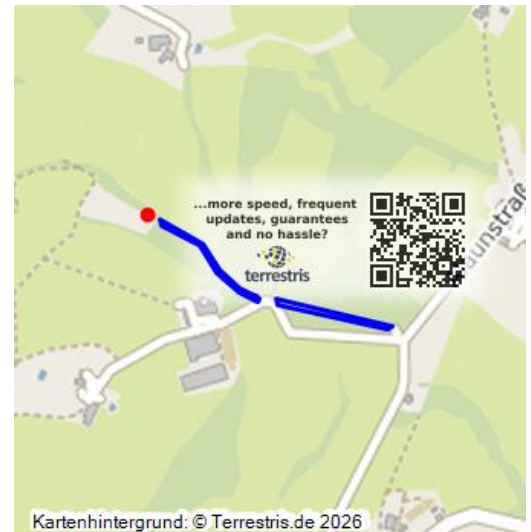 ...more speed, frequent
updates, guarantees
and no hassle?
terrestris
Kartenhintergrund: © Terrestris.de 2026